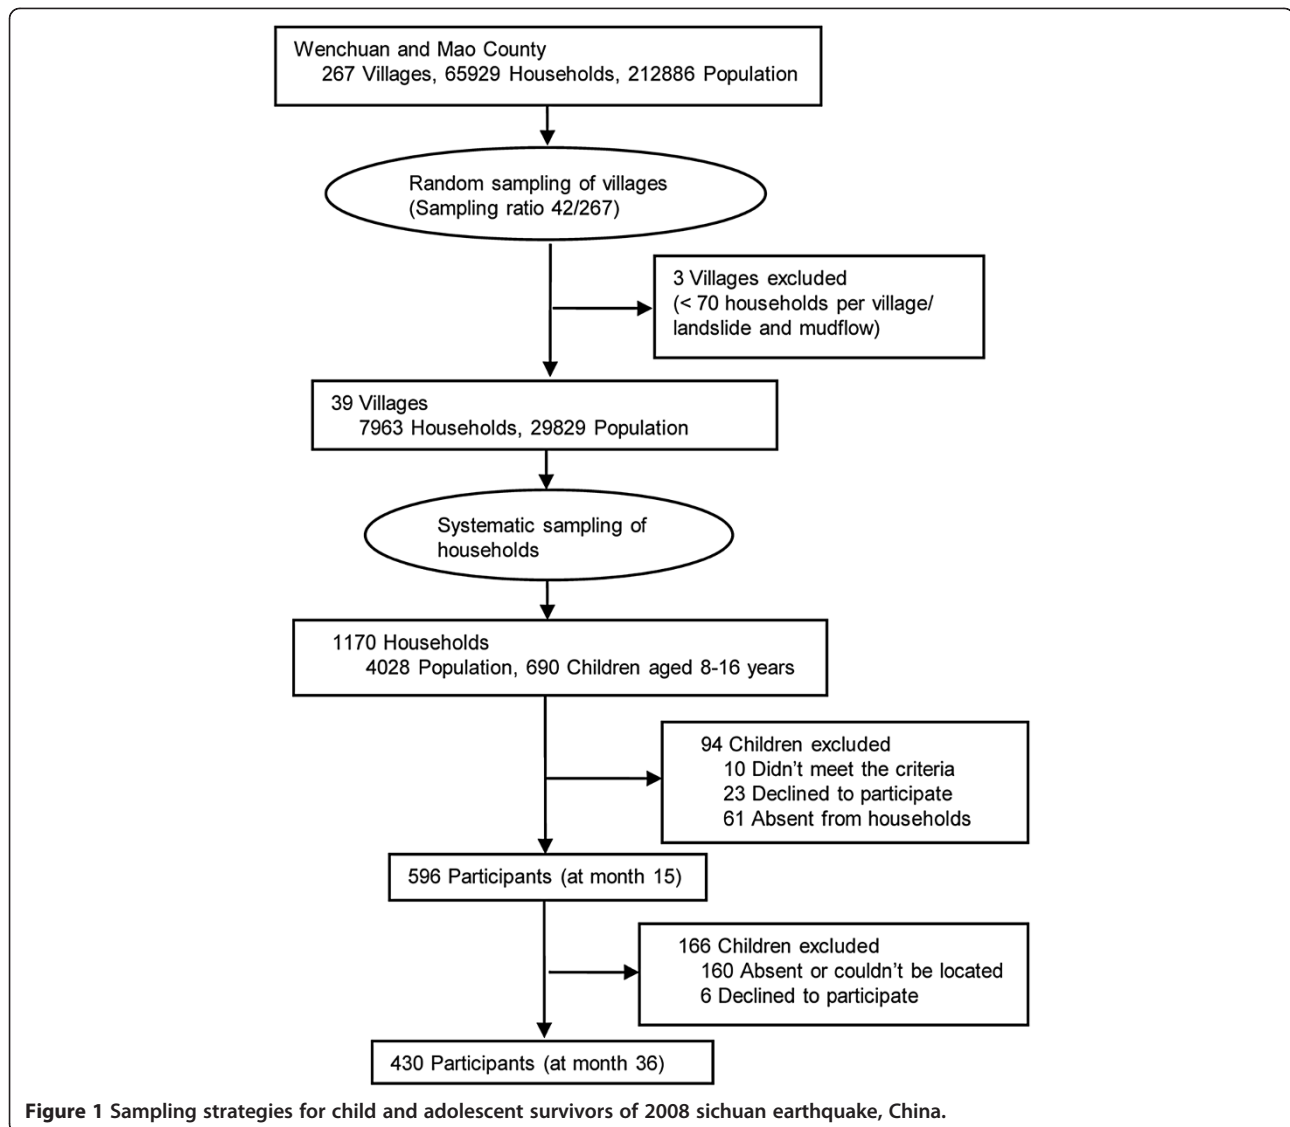 Wenchuan and Mao County
267 Villages, 65929 Households, 212886 Population
Random sampling of villages
(Sampling ratio 42/267)
3 Villages excluded
(< 70 households per village/
landslide and mudflow)
39 Villages
7963 Households, 29829 Population
Systematic sampling of
households
1170 Households
4028 Population, 690 Children aged 8-16 years
94 Children excluded
10 Didn't meet the criteria
23 Declined to participate
61 Absent from households
596 Participants (at month 15)
166 Children excluded
160 Absent or couldn't be located
6 Declined to participate
430 Participants (at month 36)
Figure 1 Sampling strategies for child and adolescent survivors of 2008 sichuan earthquake, China.